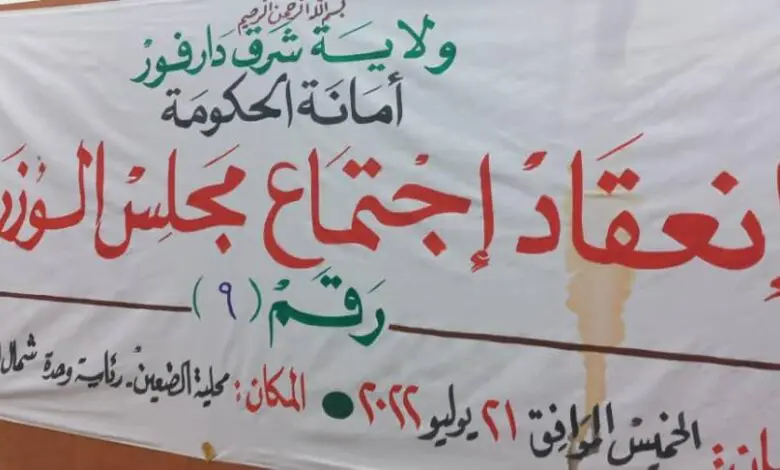 بسم الله الرحمن الرحيم
ولاية شرق دارفور
أمانة الحكومة
إنعقاد إجتماع مجلس الوزر
رقم (٩)
الخميس الموافق ٢١ يوليو ٢٠٢٢ ● المكان: محلية الضعين - رئاسة وحدة شمال